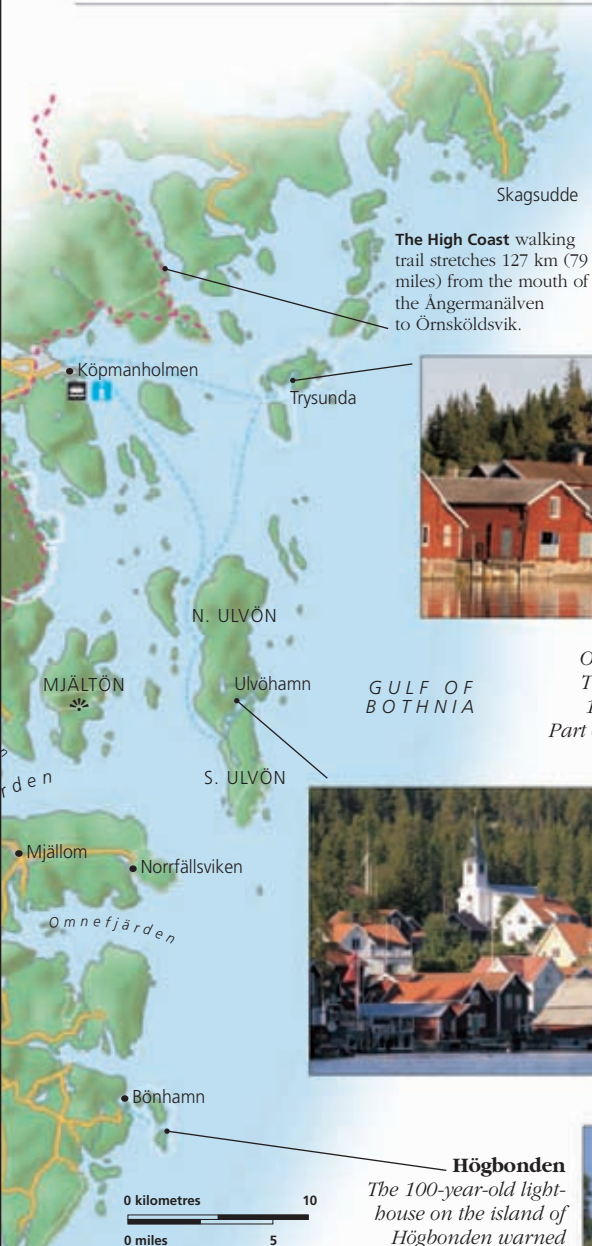 Skagsudde
The High Coast walking
trail stretches 127 km (79
miles) from the mouth of
the Ångermanälven
to Örnsköldsvik.
Köpmanholmen
Trysunda
N. ULVÖN
MJÄLTÖN
Ulvöhamn
GULF OF
BOTHNIA
Part
S. ULVÖN
rden
Mjällom
Norrfällsviken
Omnefjärden
Bönhamn
Högbonden
The 100-year-old light-
house on the island of
Högbonden warned
0 kilometres 10
0 miles 5